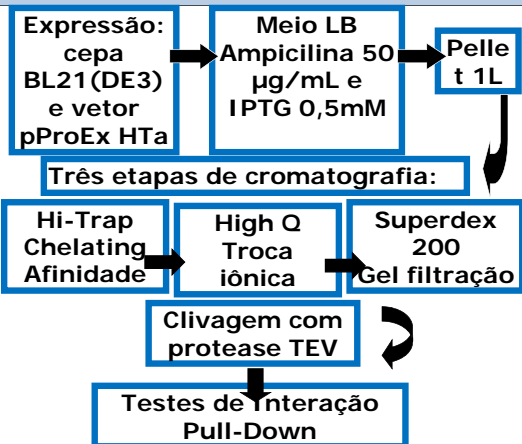 Expressão:
cepa
BL21(DE3)
e vetor
pProEx HTa
Meio LB
Ampicilina 50
µg/mL e
IPTG 0,5mM
Pelle
t 1L
Três etapas de cromatografia:
Hi-Trap
Chelating
Afinidade
High Q
Troca
iônica
Superdex
200
Gel filtração
Clivagem com
protease TEV
Testes de Interação
Pull-Down